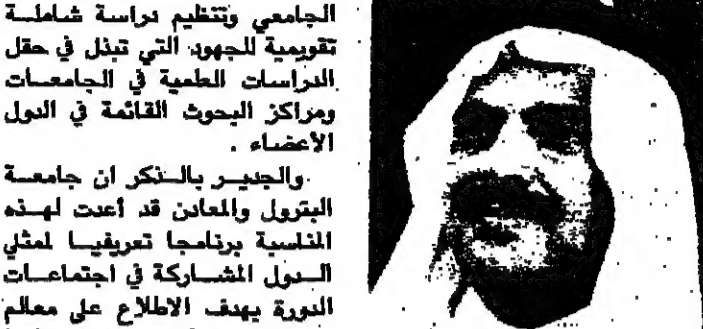 الجامعي وتنظيم دراسة شاملة
تقويمية للجهود التي تبذل في حقل
الدراسات العلمية في الجامعات
ومراكز البحوث القائمة في الدول
الأعضاء .
والجدير بالذكر ان جامعة
البترول والمعادن قد أعدت لهذه
المناسبة برنامجا تعريفيا لممثلي
الدول المشاركة في اجتماعات
الدورة يهدف الاطلاع على معالم